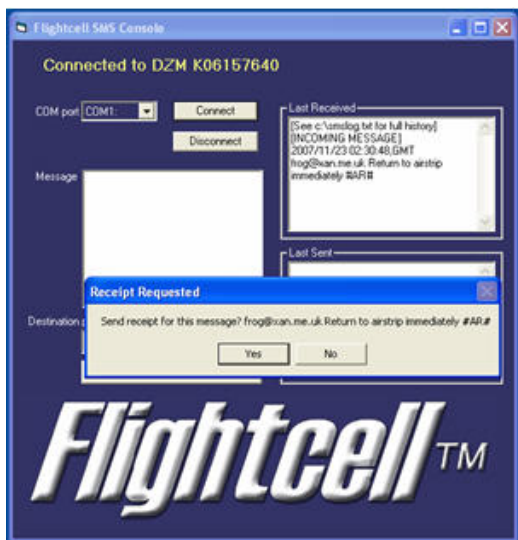 Flightcell SMS Console
Connected to DZM K06157640
COM port COM1: Connect
Disconnect
Last Received
[See c:\smslog.txt for full history]
[INCOMING MESSAGE]
2007/11/23 02:30:48,GMT
frog@xan.me.uk Return to airstrip
immediately #AR#
Message
Last Sent
Receipt Requested
Send receipt for this message? frog@xan.me.uk Return to airstrip immediately #AR#
Destination
Yes No
Flightcell TM